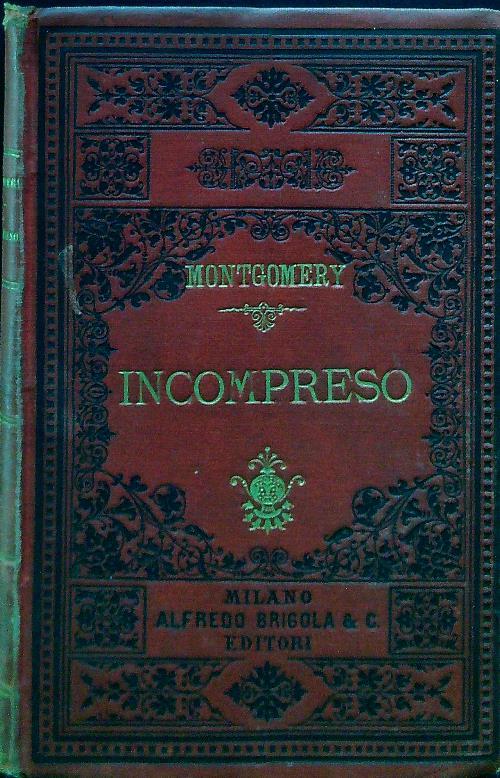 MONTGOMERY
INCOMPRESO
MILANO
ALFREDO BRIGOLA & C.
EDITORI